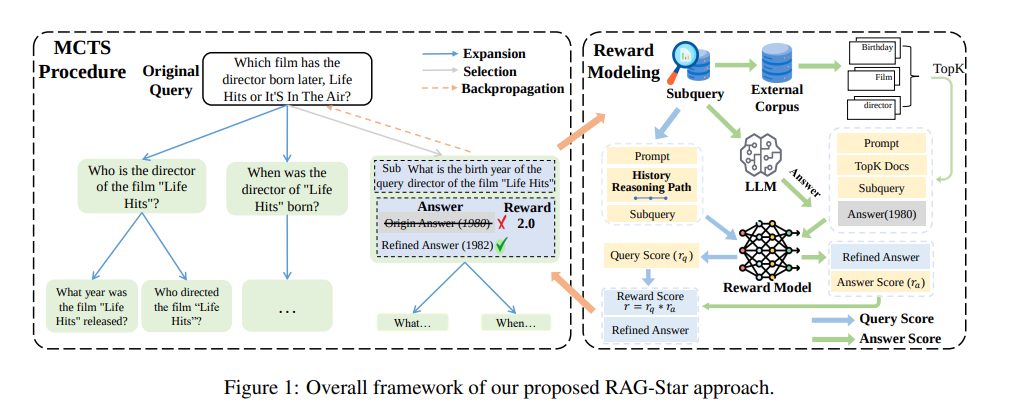 MCTS
Procedure
Original
Query
Which film has the
director born later, Life
Hits or It'S In The Air?
Expansion
Selection
Backpropagation
Who is the director
of the film "Life
Hits"?
When was the
director of "Life
Hits" born?
Sub
query
What is the birth year of the
director of the film "Life Hits"
Answer
Reward
Origin Answer (1980)
2.0
Refined Answer (1982)
What year was
the film "Life
Hits" released?
Who directed
the film “Life
Hits”?
...
What…
When…
Reward
Modeling
Subquery
External
Corpus
Birthday
Film
director
TopK
Prompt
History
Reasoning Path
Subquery
LLM
Answer
Prompt
TopK Docs
Subquery
Answer(1980)
Query Score (rq)
Reward Model
Refined Answer
Answer Score (ra)
Reward Score
r = rq * ra
Refined Answer
Query Score
Answer Score
Figure 1: Overall framework of our proposed RAG-Star approach.